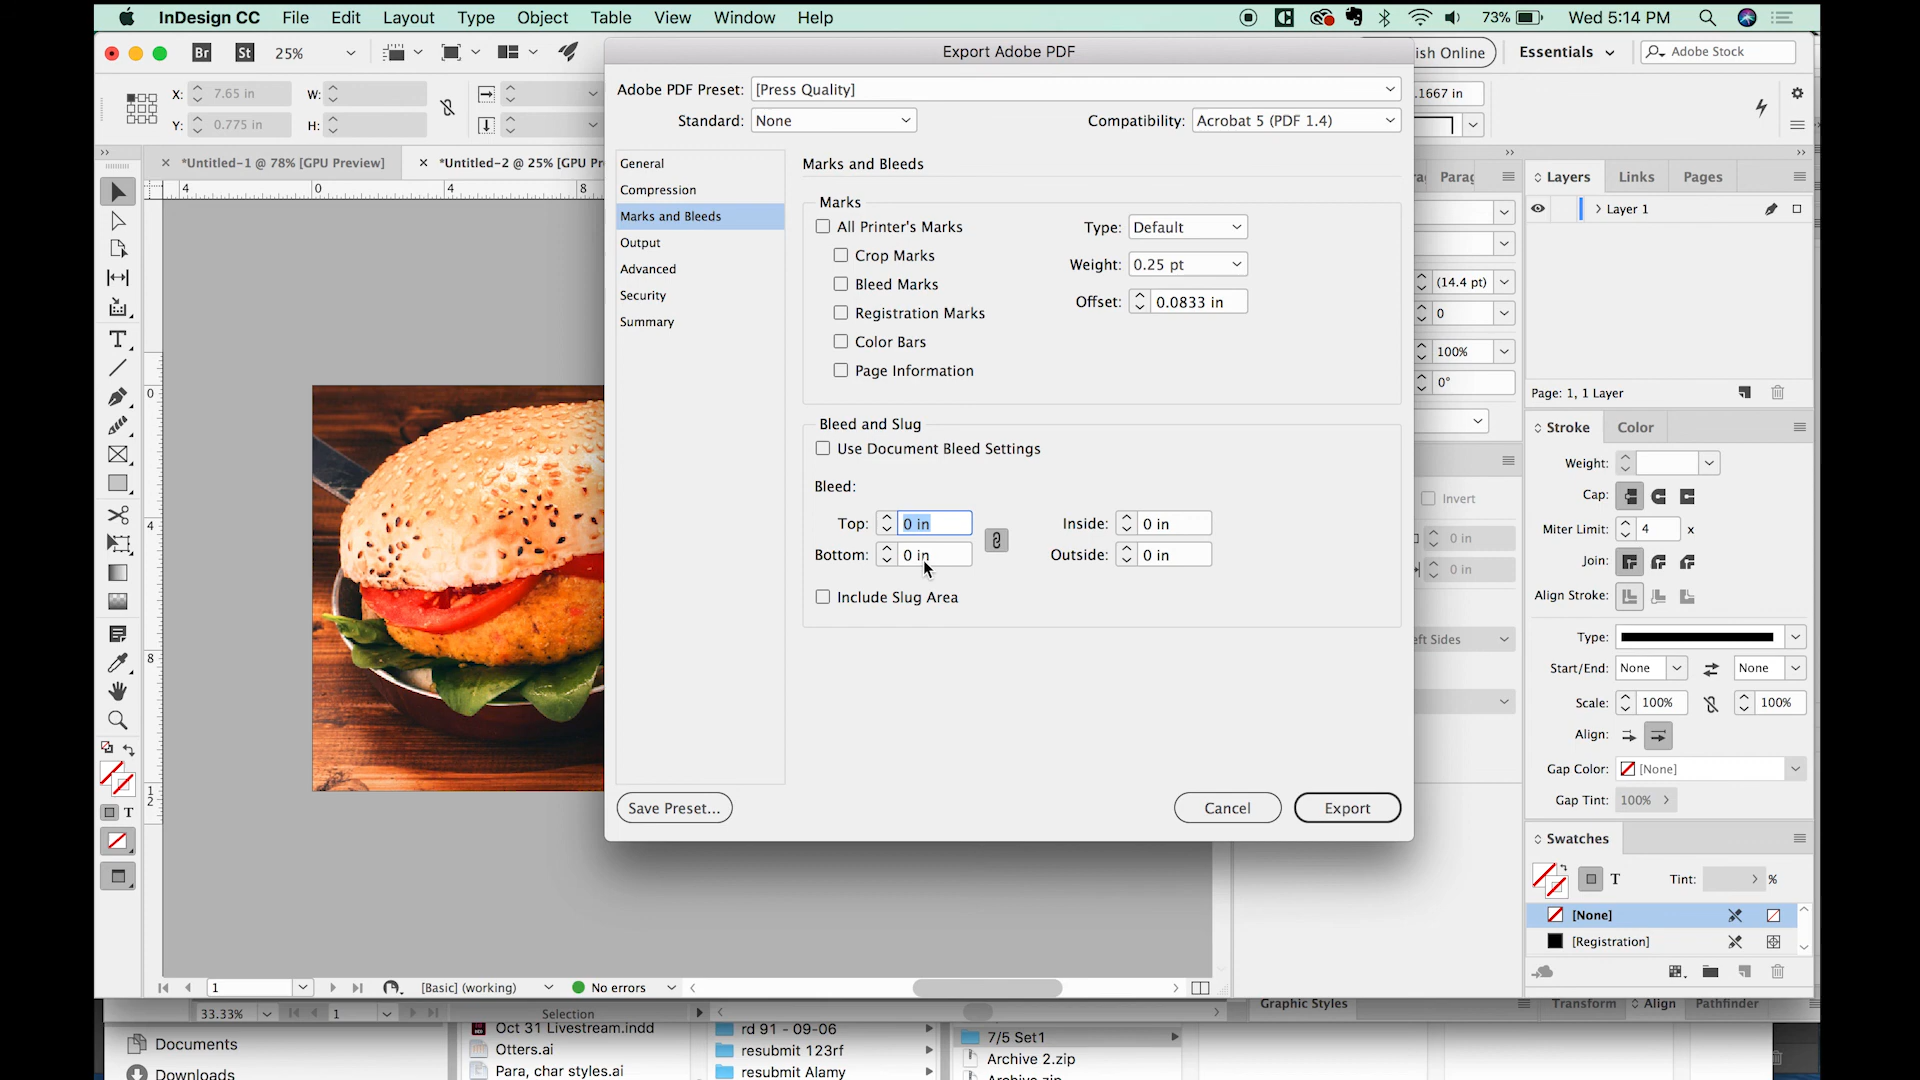 InDesign CC File Edit Layout Type Object Table View Window Help 73% Wed 5:14 PM
Br St 25% Export Adobe PDF ish Online Essentials Adobe Stock
X: 7.65 in W: Adobe PDF Preset: [Press Quality] .1667 in
Y: 0.775 in H: Standard: None Compatibility: Acrobat 5 (PDF 1.4)
*Untitled-1 @ 78% [GPU Preview] *Untitled-2 @ 25% [GPU Pr
General
Compression
Marks and Bleeds
Output
Advanced
Security
Summary
Marks and Bleeds
Marks
All Printer's Marks Type: Default
Crop Marks Weight: 0.25 pt
Bleed Marks Offset: 0.0833 in
Registration Marks
Color Bars
Page Information
Bleed and Slug
Use Document Bleed Settings
Bleed:
Top: 0 in Inside: 0 in
Bottom: 0 in Outside: 0 in
Include Slug Area
Save Preset... Cancel Export
4 0 4 8
0
4
8
1
2
Parag Layers Links Pages
Layer 1
(14.4 pt)
0
100%
0°
Page: 1, 1 Layer
Stroke Color
Weight:
Invert
Cap:
Miter Limit: 4 x
0 in
Join:
0 in
Align Stroke:
ft Sides
Type:
Start/End: None None
Scale: 100% 100%
Align:
Gap Color: [None]
Gap Tint: 100%
Swatches
T Tint: %
[None]
[Registration]
T
1 [Basic] (working) No errors
33.33% 1 Selection Graphic Styles Transform Align Pathfinder
Documents Oct 31 Livestream.indd rd 91 - 09-06 7/5 Set1
Otters.ai resubmit 123rf Archive 2.zip
Downloads Para, char styles.ai resubmit Alamy Archive.zip